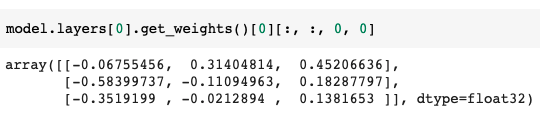 model.layers[0].get_weights()[0][:, :, 0, 0]
array([[-0.06755456,  0.31404814,  0.45206636],
       [-0.58399737, -0.11094963,  0.18287797],
       [-0.3519199 , -0.0212894 ,  0.1381653 ]], dtype=float32)